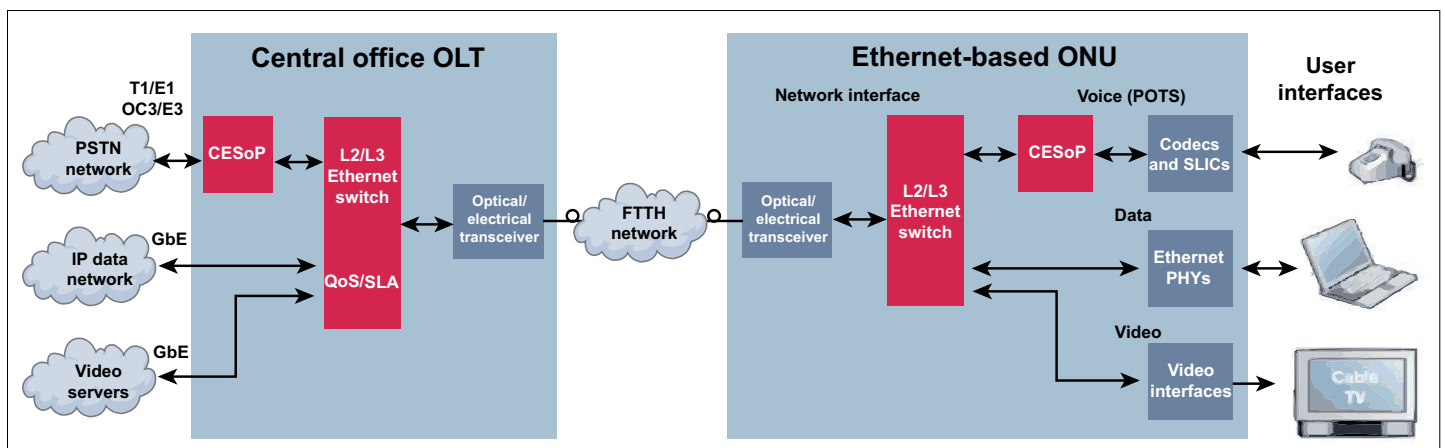 Central office OLT
T1/E1
OC3/E3
PSTN
network
CESoP
L2/L3
Ethernet
switch
QoS/SLA
Optical/
electrical
transceiver
GbE
IP data
network
GbE
Video
servers
FTTH
network
Ethernet-based ONU
Network interface
Optical/
electrical
transceiver
L2/L3
Ethernet
switch
Voice (POTS)
CESoP
Codecs
and SLICs
Data
Ethernet
PHYs
Video
Video
interfaces
User
interfaces
Cable
TV